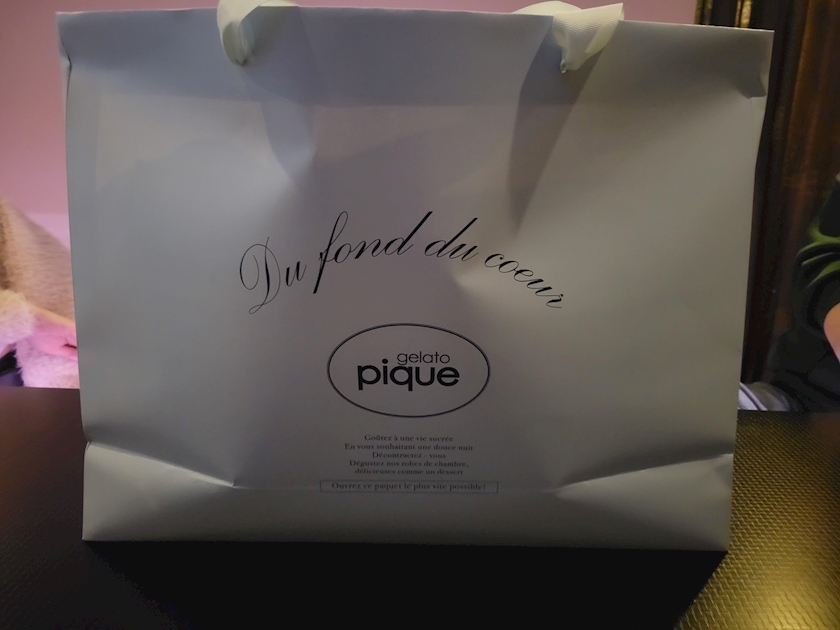 Du fond du coeur
gelato
pique
Goûtez à une vie sucrée
En vous souhaitant une douce nuit
Décontractez - vous
Dégustez nos robes de chambre,
délicieuses comme un dessert
Ouvrez ce paquet le plus vite possible!